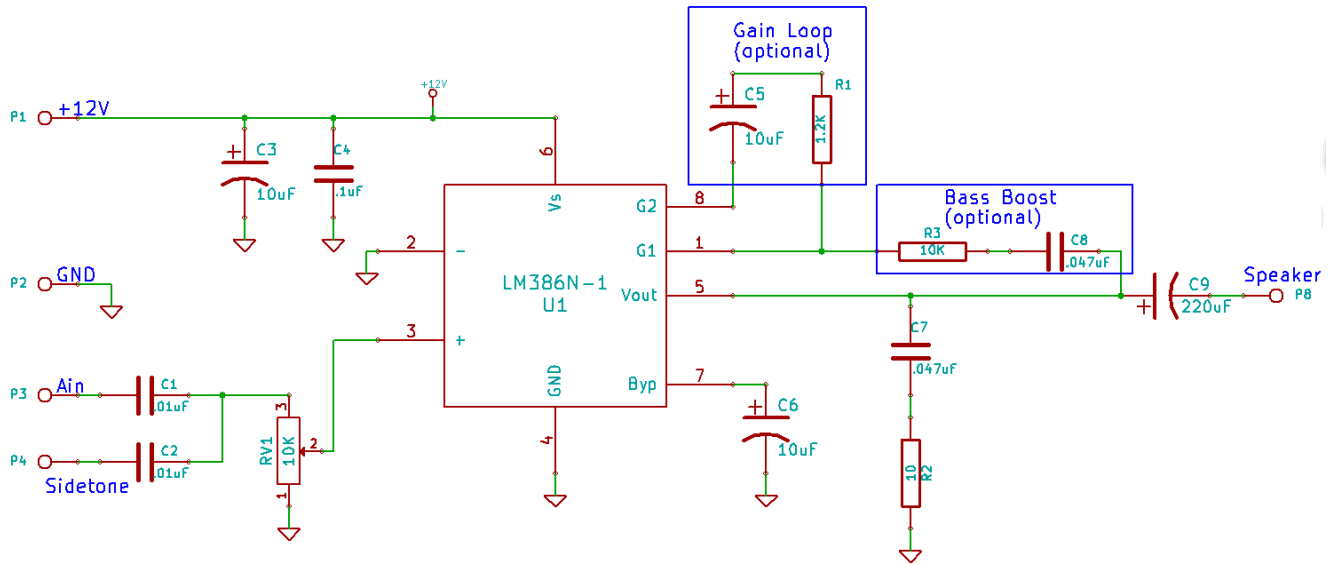 Gain Loop
(optional)
+12V
P1
+12V
+
C5
10uF
R1
1.2K
+
C3
10uF
C4
.1uF
6
Vs
G2
8
Bass Boost
(optional)
R3
10K
C8
.047uF
2
-
G1
1
P2
GND
LM386N-1
U1
Vout
5
Speaker
P8
+
C9
220uF
3
+
C7
.047uF
GND
Byp
7
P3
Ain
C1
.01uF
3
+
C6
10uF
P4
C2
.01uF
Sidetone
RV1
10K
2
1
4
10
R2